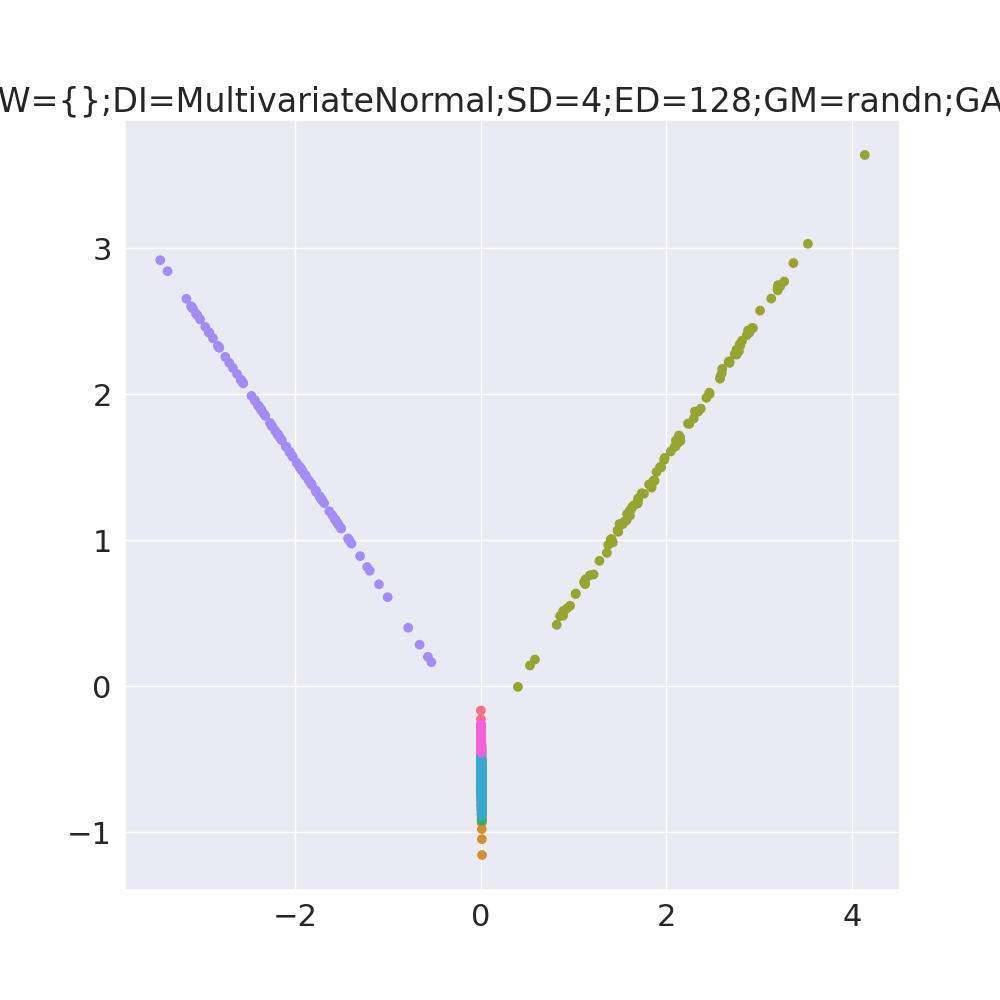 W={};DI=MultivariateNormal;SD=4;ED=128;GM=randn;GA
3
2
1
0
−1
−2 0 2 4